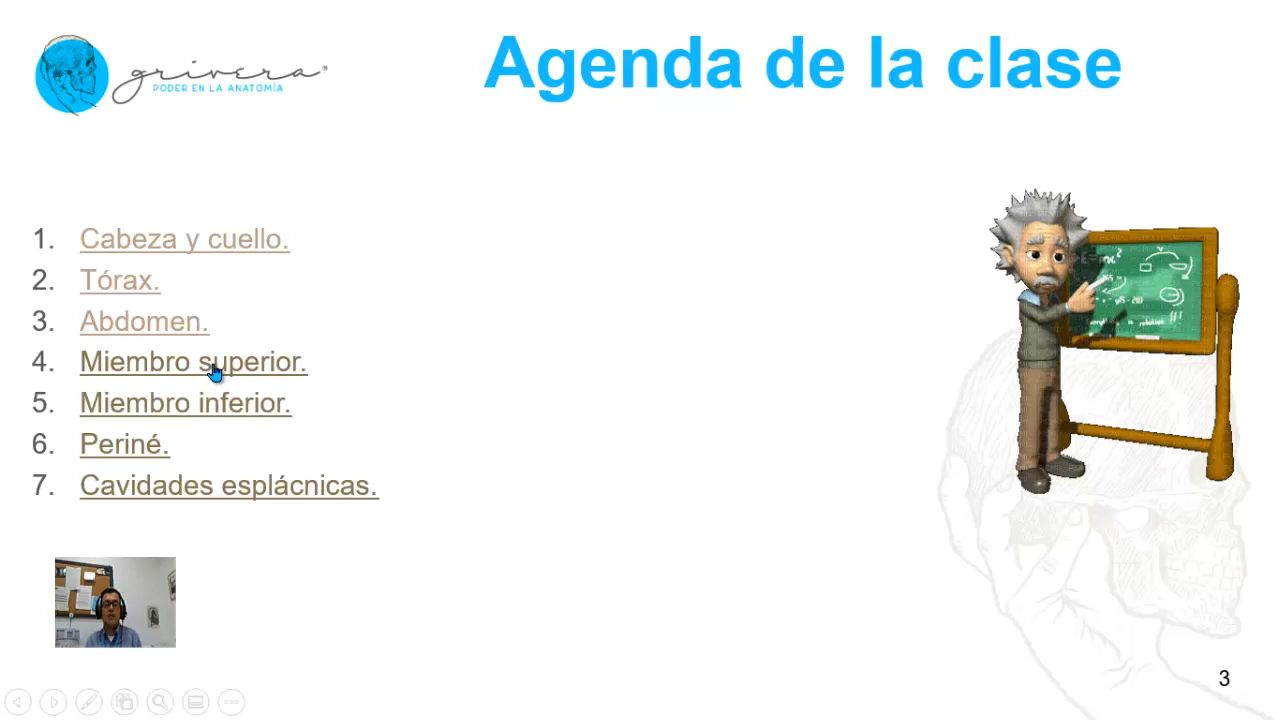 grivera®
PODER EN LA ANATOMÍA
Agenda de la clase
1. Cabeza y cuello.
2. Tórax.
3. Abdomen.
4. Miembro superior.
5. Miembro inferior.
6. Periné.
7. Cavidades esplácnicas.
E=mc²
3